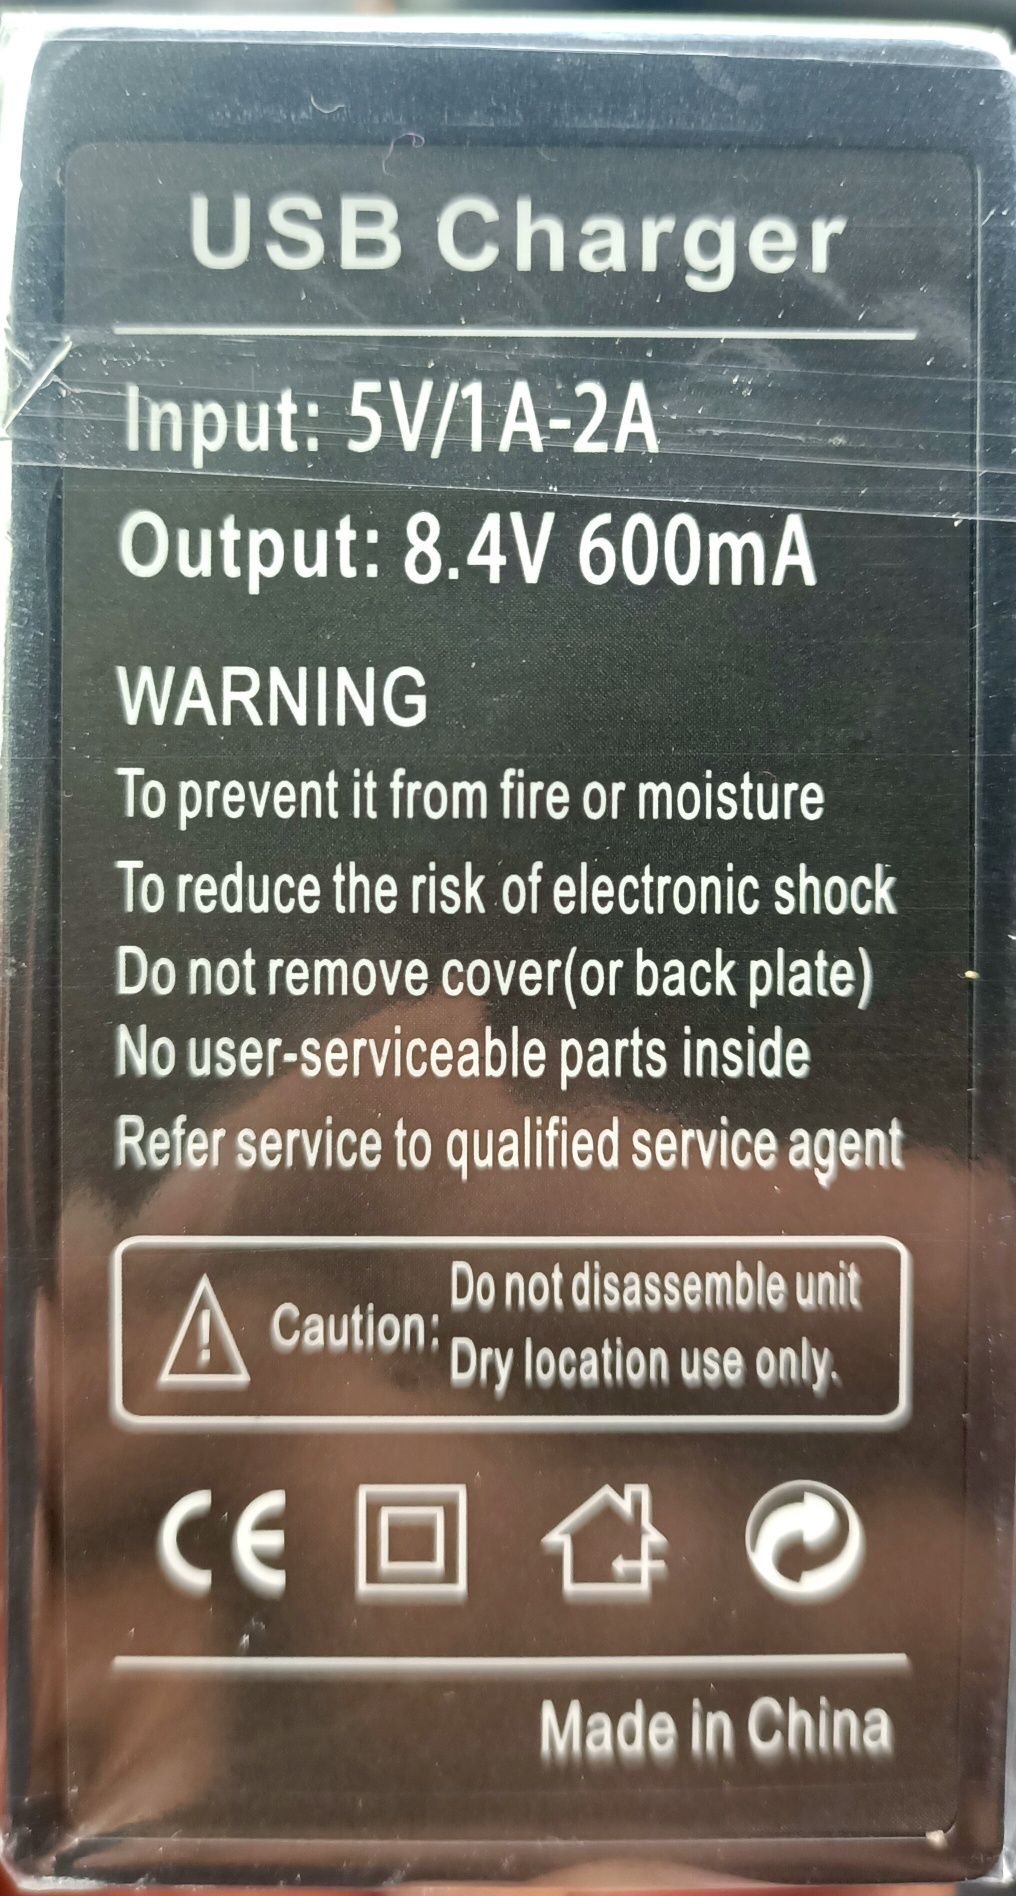 USB Charger
Input: 5V/1A-2A
Output: 8.4V 600mA
WARNING
To prevent it from fire or moisture
To reduce the risk of electronic shock
Do not remove cover(or back plate)
No user-serviceable parts inside
Refer service to qualified service agent
Caution: Do not disassemble unit
Dry location use only.
CE
Made in China